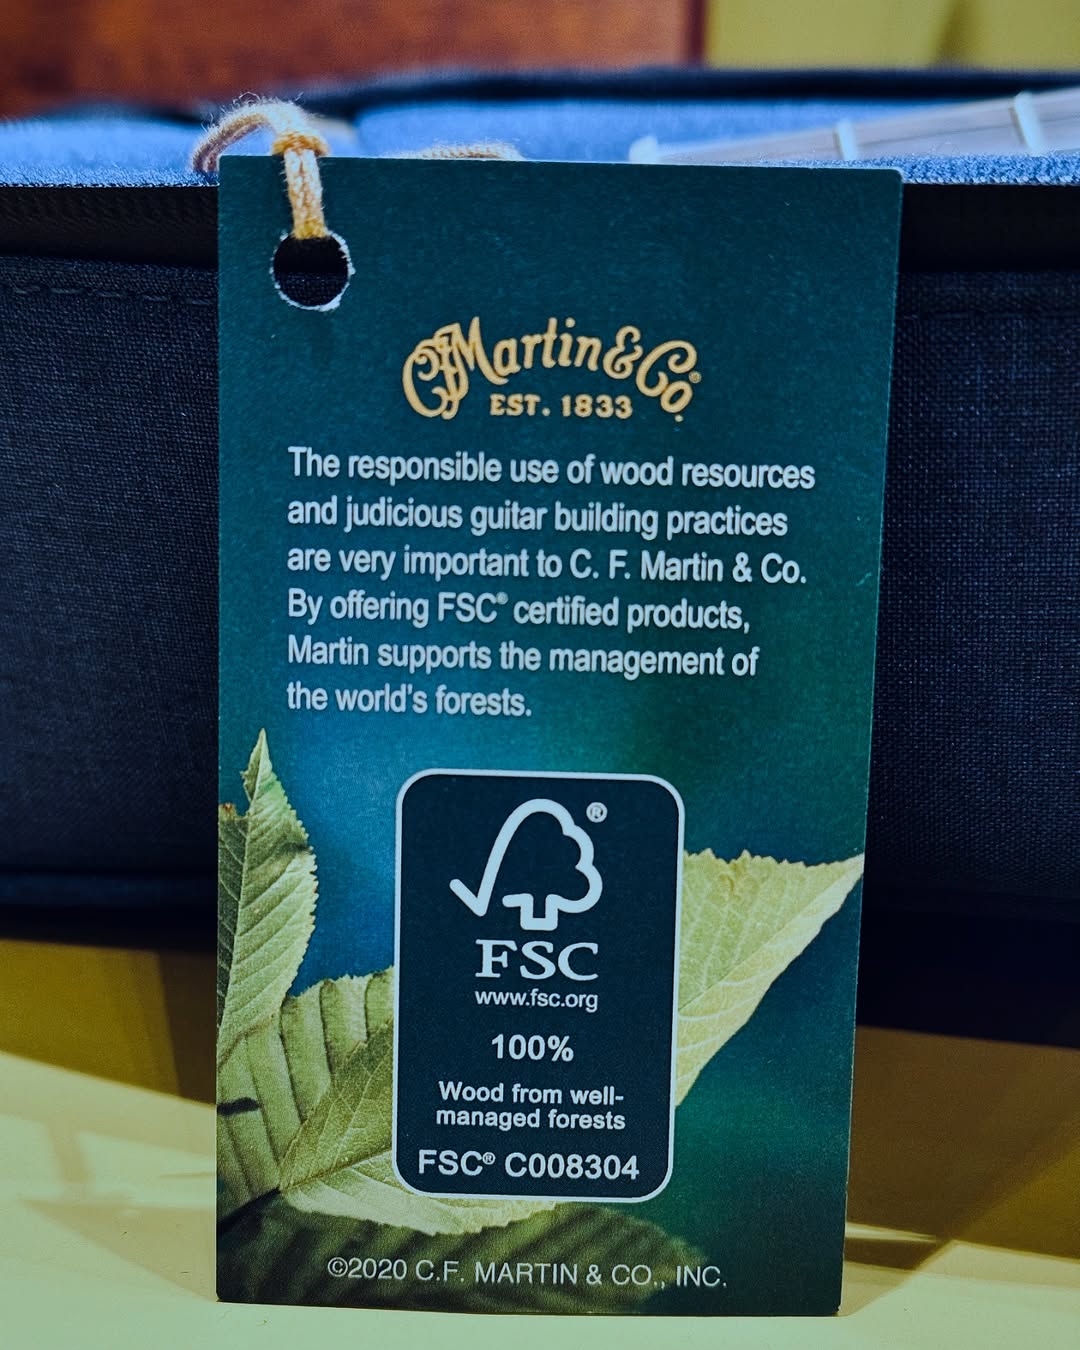 CF Martin & Co.®
EST. 1833
The responsible use of wood resources
and judicious guitar building practices
are very important to C. F. Martin & Co.
By offering FSC® certified products,
Martin supports the management of
the world's forests.
®
FSC
www.fsc.org
100%
Wood from well-
managed forests
FSC® C008304
©2020 C.F. MARTIN & CO., INC.